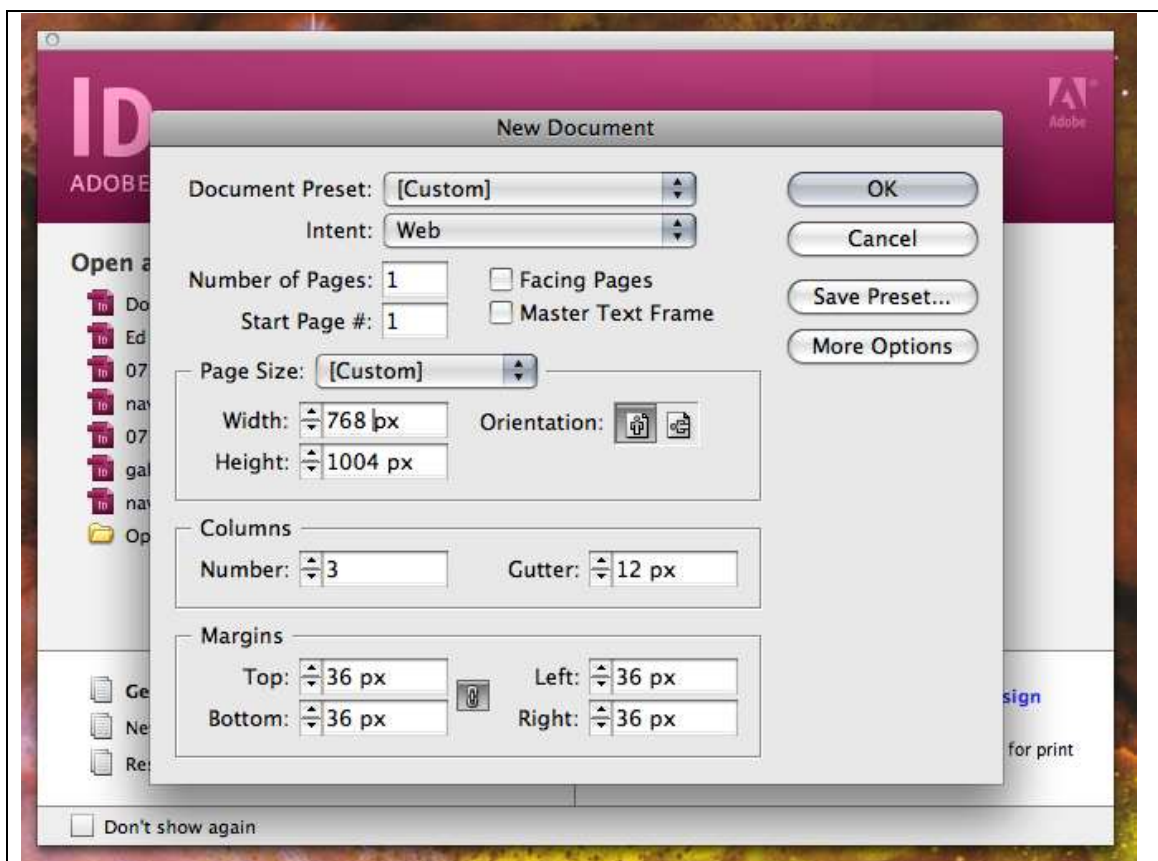 ID
Adobe
ADOBE
New Document
Document Preset: [Custom]
OK
Intent: Web
Cancel
Open a
Number of Pages: 1
Facing Pages
Save Preset...
Start Page #: 1
Master Text Frame
More Options
Do
Ed
07
nav
07
gal
nav
Op
Page Size: [Custom]
Width: 768 px
Orientation:
Height: 1004 px
Columns
Number: 3
Gutter: 12 px
Margins
Top: 36 px
Left: 36 px
Bottom: 36 px
Right: 36 px
Ge
Ne
Re
sign
for print
Don't show again